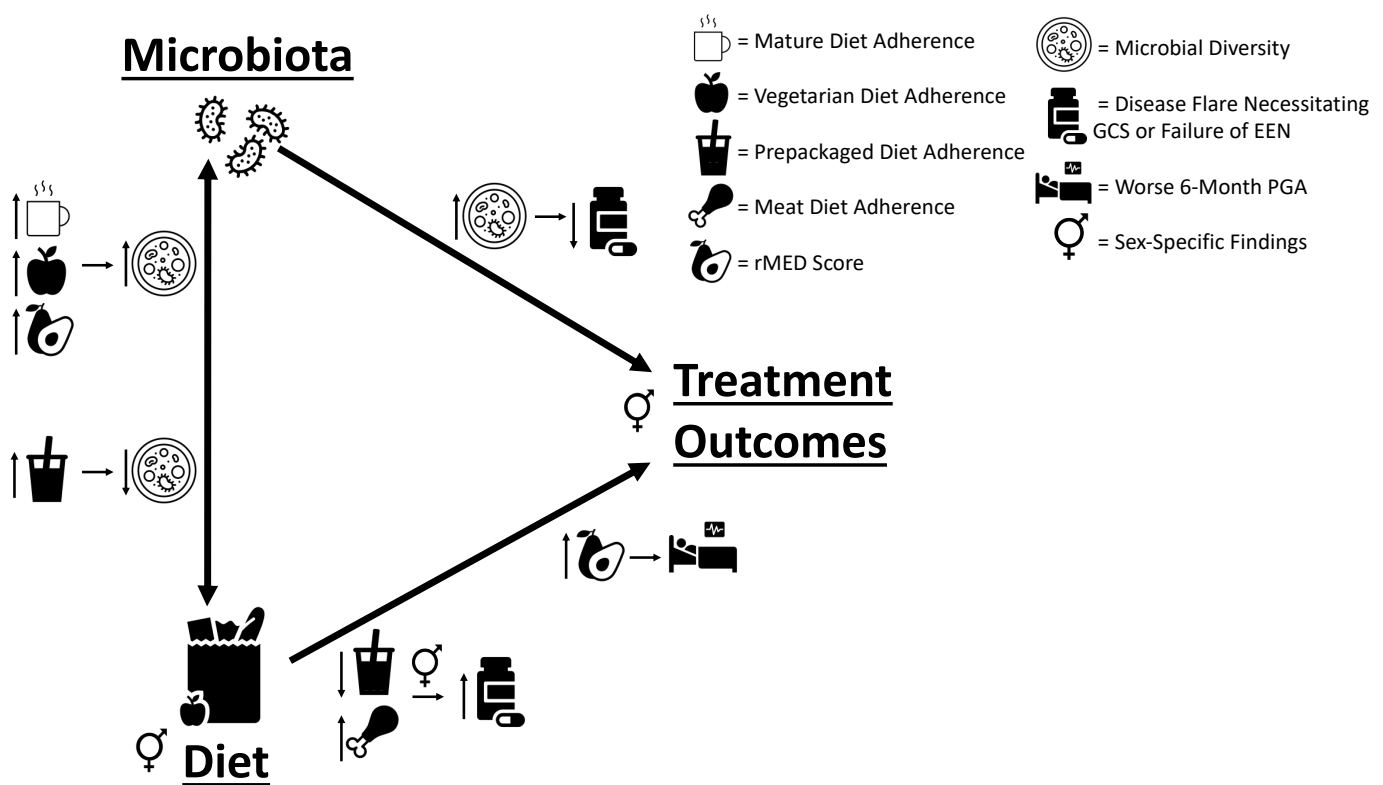 Microbiota
= Mature Diet Adherence
= Vegetarian Diet Adherence
= Prepackaged Diet Adherence
= Meat Diet Adherence
= rMED Score
= Microbial Diversity
= Disease Flare Necessitating
GCS or Failure of EEN
= Worse 6-Month PGA
= Sex-Specific Findings
Treatment
Outcomes
Diet